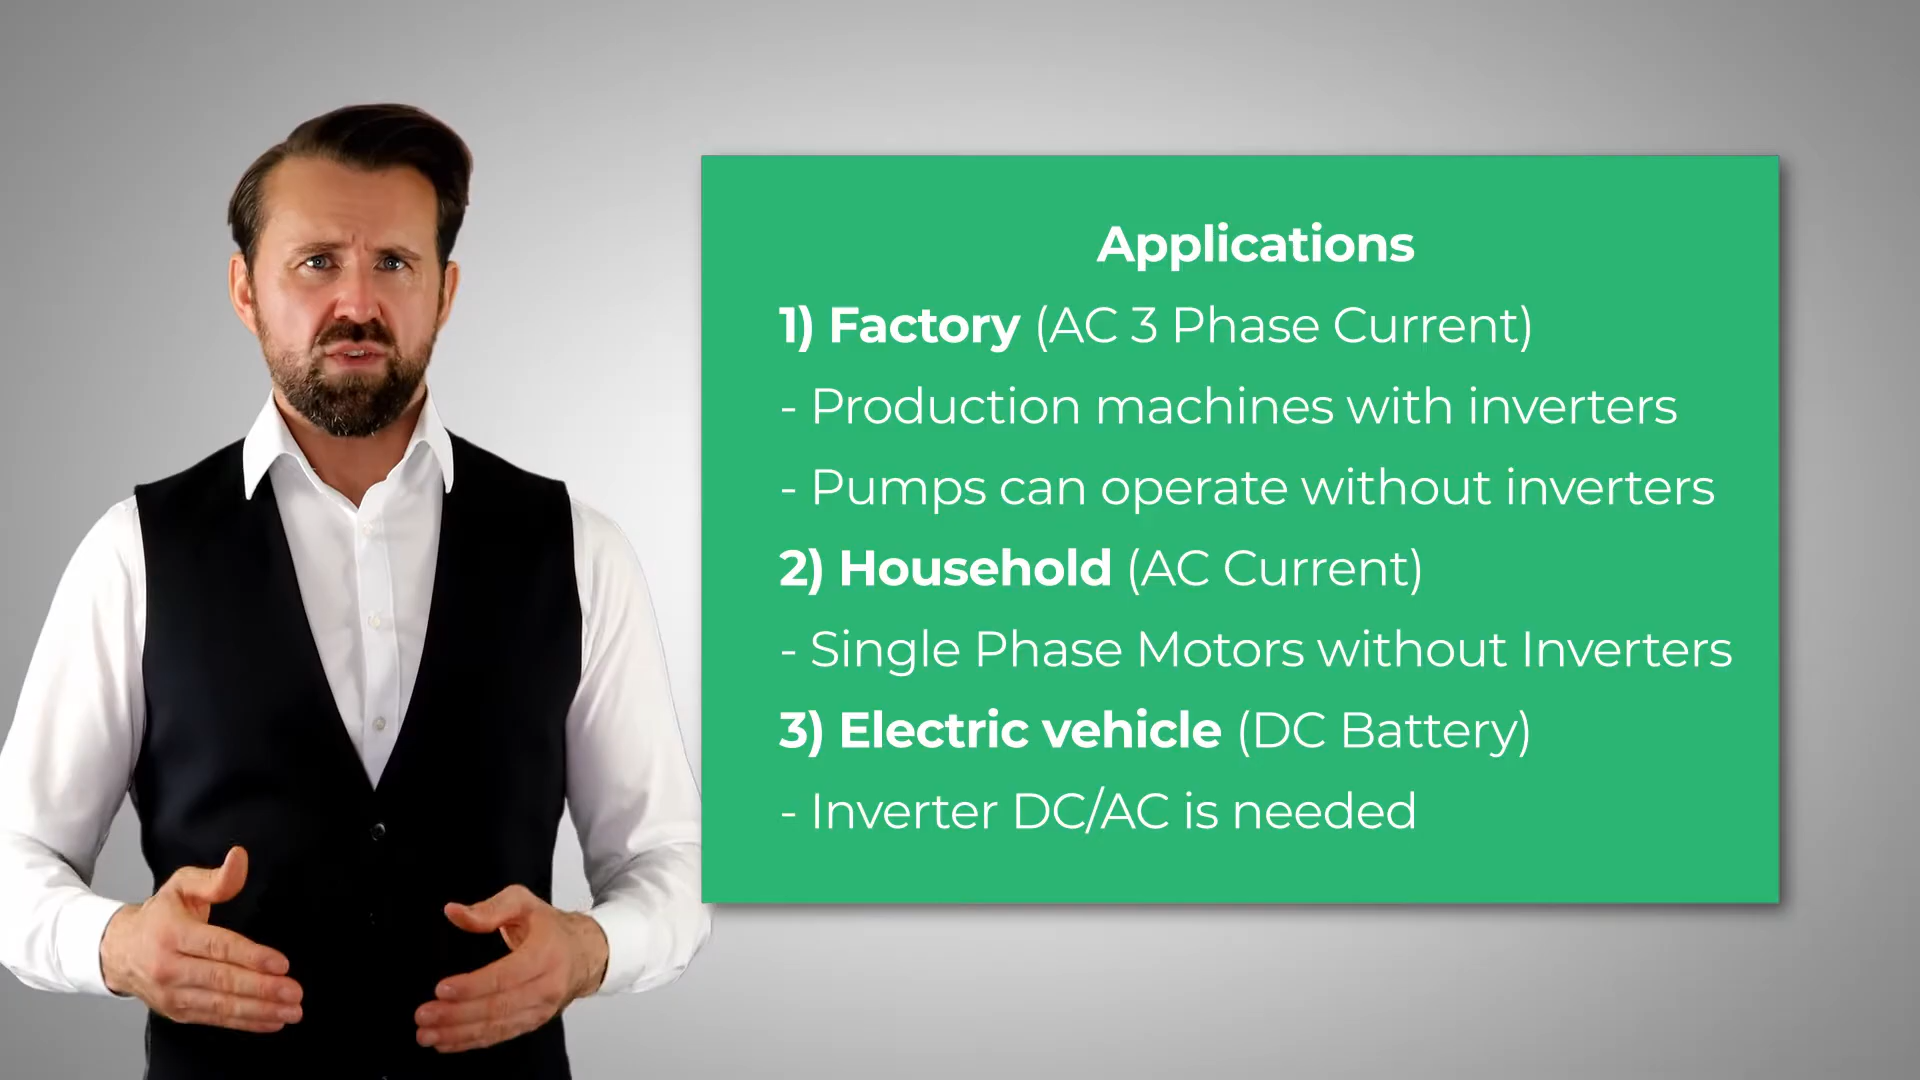 Applications
1) Factory (AC 3 Phase Current)
- Production machines with inverters
- Pumps can operate without inverters
2) Household (AC Current)
- Single Phase Motors without Inverters
3) Electric vehicle (DC Battery)
- Inverter DC/AC is needed